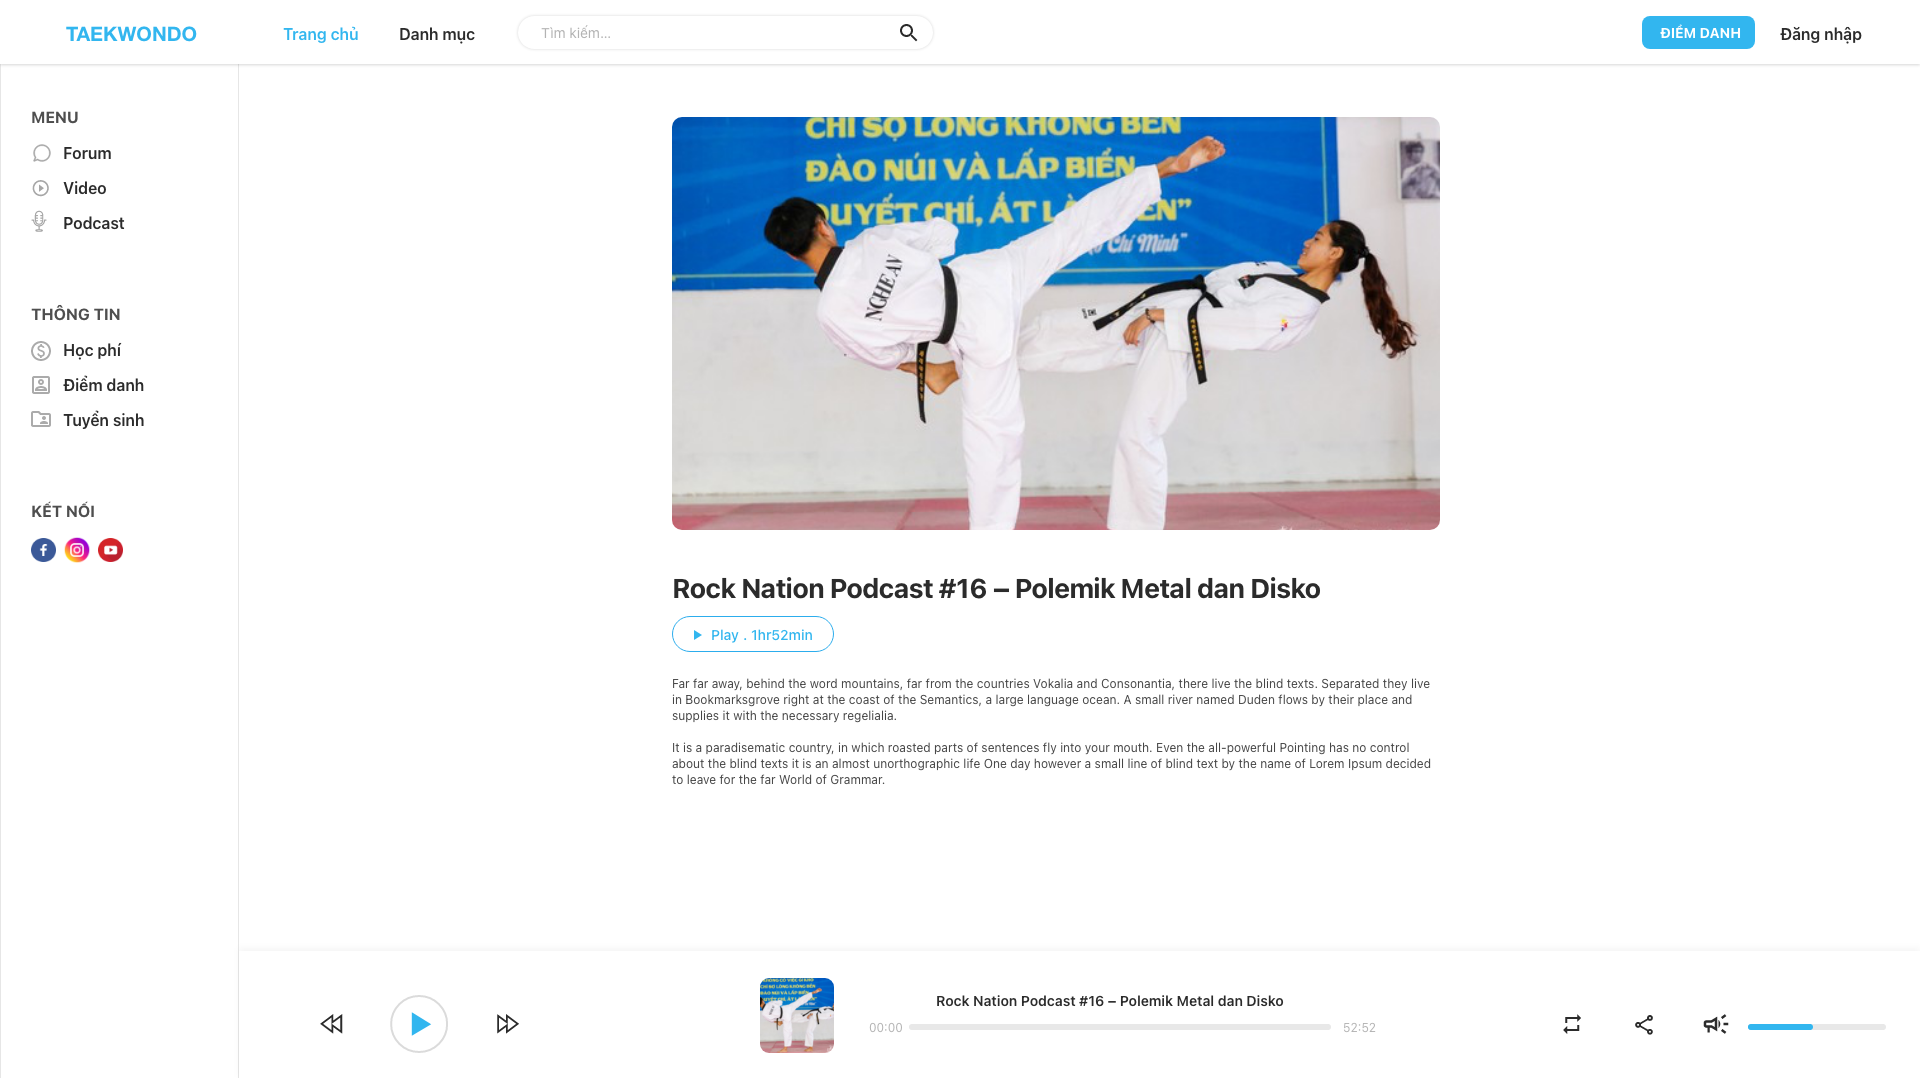 TAEKWONDO
Trang chủ
Danh mục
Tìm kiếm...
ĐIỂM DANH
Đăng nhập
MENU
Forum
Video
Podcast
THÔNG TIN
Học phí
Điểm danh
Tuyển sinh
KẾT NỐI
CHỈ SỢ LÒNG KHÔNG BỀN
ĐÀO NÚI VÀ LẤP BIỂN
QUYẾT CHÍ, ẮT LÀ
Chí Minh"
NGHE AN
Rock Nation Podcast #16 – Polemik Metal dan Disko
Play . 1hr52min
Far far away, behind the word mountains, far from the countries Vokalia and Consonantia, there live the blind texts. Separated they live
in Bookmarksgrove right at the coast of the Semantics, a large language ocean. A small river named Duden flows by their place and
supplies it with the necessary regelialia.
It is a paradisematic country, in which roasted parts of sentences fly into your mouth. Even the all-powerful Pointing has no control
about the blind texts it is an almost unorthographic life One day however a small line of blind text by the name of Lorem Ipsum decided
to leave for the far World of Grammar.
Rock Nation Podcast #16 – Polemik Metal dan Disko
00:00
52:52